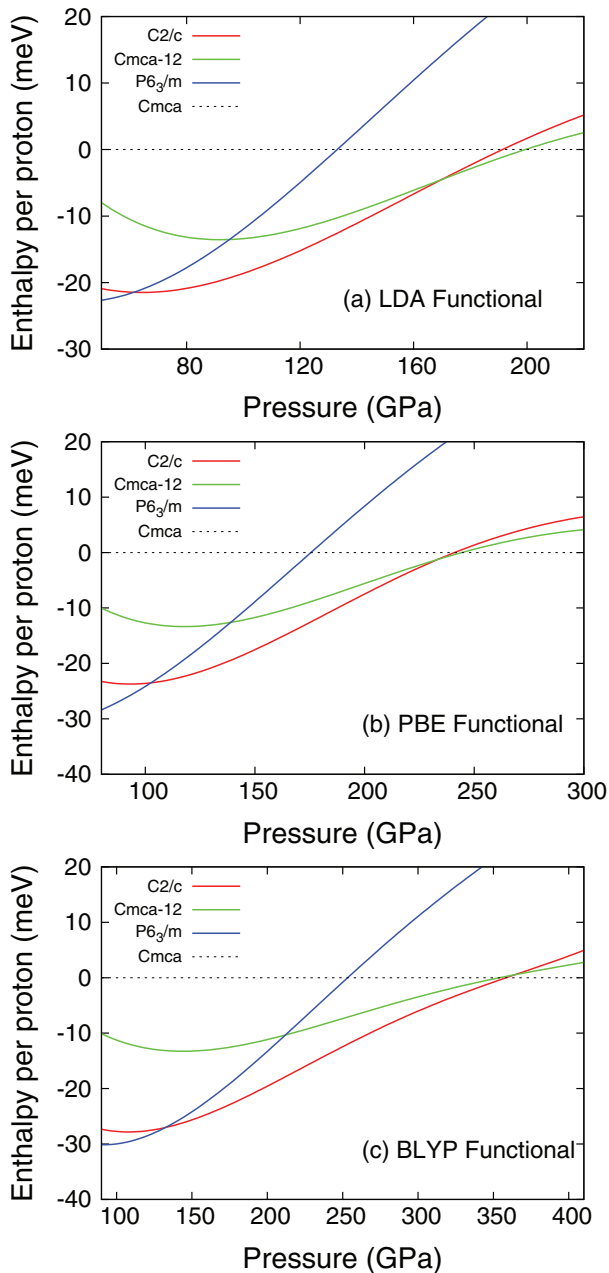 Enthalpy per proton (meV)
20
10
0
-10
-20
-30
C2/c
Cmca-12
P6₃/m
Cmca
(a) LDA Functional
80
120
160
200
Pressure (GPa)
Enthalpy per proton (meV)
20
10
0
-10
-20
-30
-40
C2/c
Cmca-12
P6₃/m
Cmca
(b) PBE Functional
100
150
200
250
300
Pressure (GPa)
Enthalpy per proton (meV)
20
10
0
-10
-20
-30
-40
C2/c
Cmca-12
P6₃/m
Cmca
(c) BLYP Functional
100
150
200
250
300
350
400
Pressure (GPa)